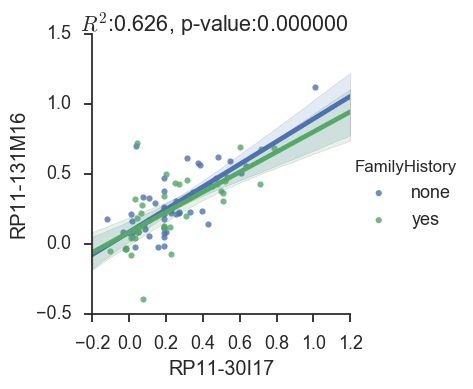 R²:0.626, p-value:0.000000
1.5
1.0
0.5
0.0
−0.5
RP11-131M16
−0.2 0.0 0.2 0.4 0.6 0.8 1.0 1.2
RP11-30I17
FamilyHistory
none
yes